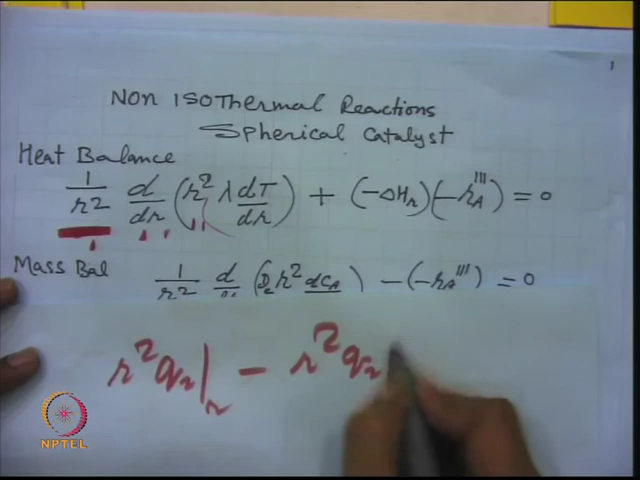 Non Isothermal Reactions
Spherical Catalyst
Heat Balance
1/r² d/dr (r² λ dT/dr) + (-ΔHr)(-rA''') = 0
Mass Bal 1/r² d/dr (De r² dCA ) - (-rA''') = 0
r² qr|r - r² qr
NPTEL